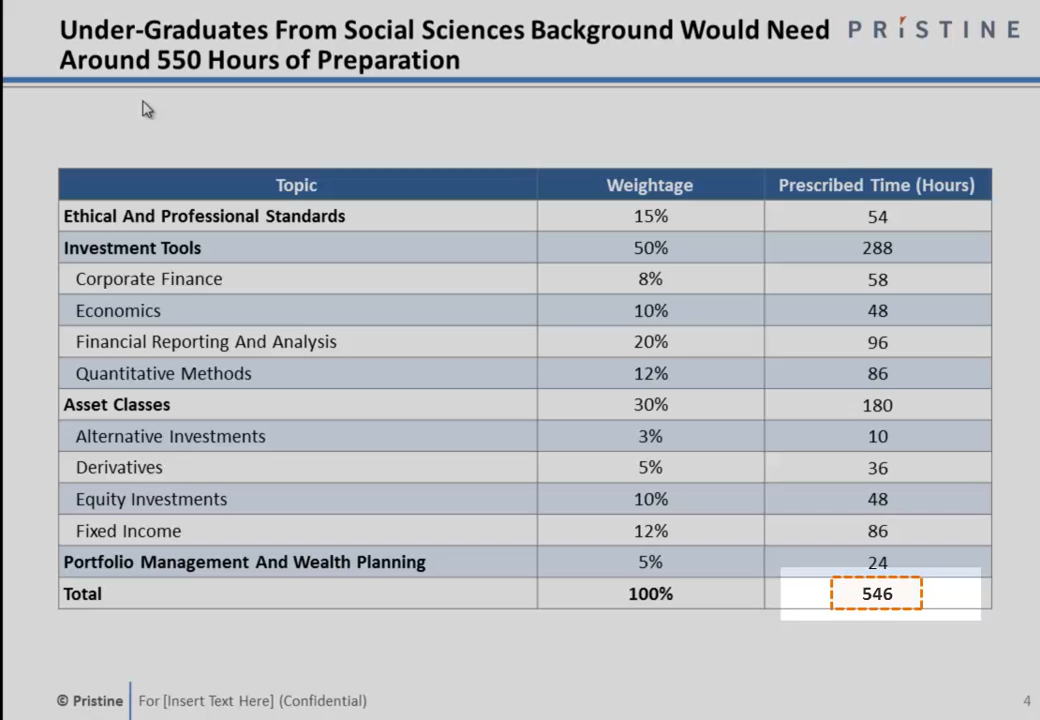 Under-Graduates From Social Sciences Background Would Need
Around 550 Hours of Preparation
PRISTINE
Topic Weightage Prescribed Time (Hours)
Ethical And Professional Standards 15% 54
Investment Tools 50% 288
Corporate Finance 8% 58
Economics 10% 48
Financial Reporting And Analysis 20% 96
Quantitative Methods 12% 86
Asset Classes 30% 180
Alternative Investments 3% 10
Derivatives 5% 36
Equity Investments 10% 48
Fixed Income 12% 86
Portfolio Management And Wealth Planning 5% 24
Total 100% 546
© Pristine For [Insert Text Here] (Confidential) 4